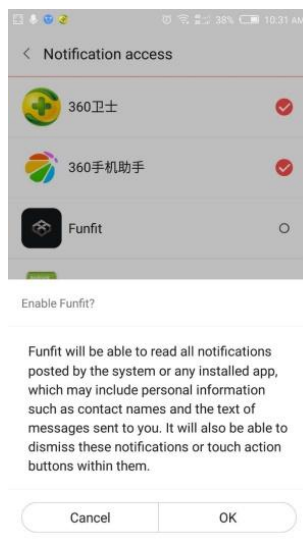 38% 10:31 AM
< Notification access
360卫士
360手机助手
Funfit
Enable Funfit?
Funfit will be able to read all notifications
posted by the system or any installed app,
which may include personal information
such as contact names and the text of
messages sent to you. It will also be able to
dismiss these notifications or touch action
buttons within them.
Cancel OK